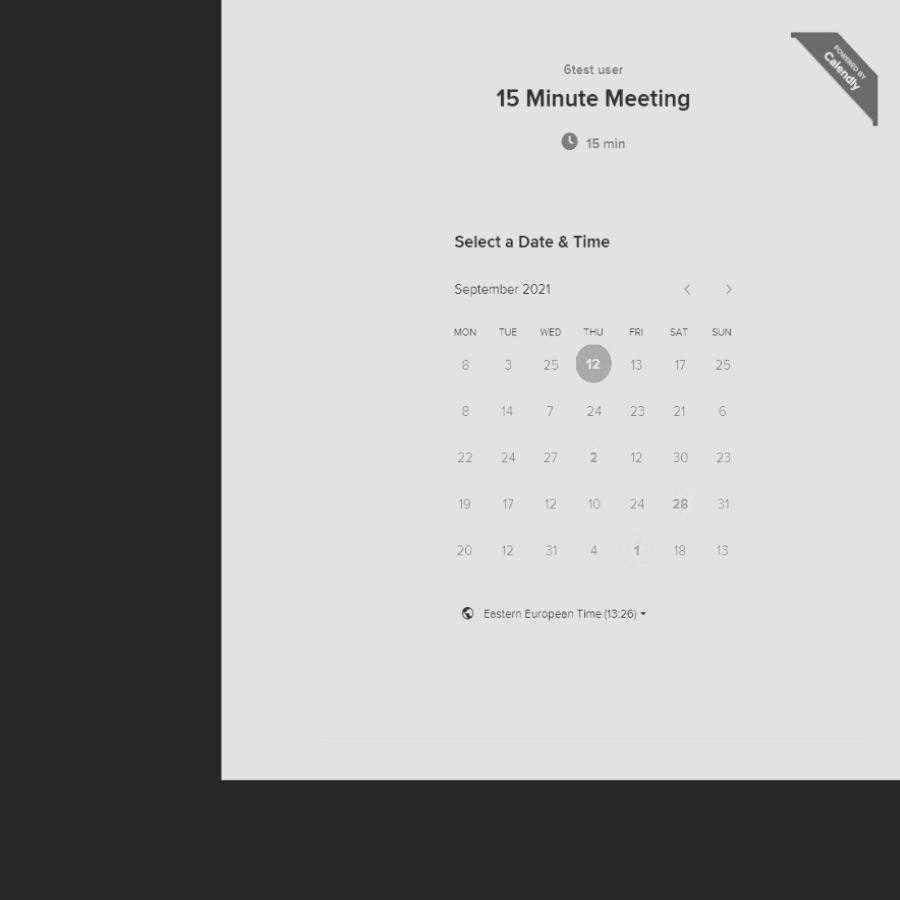 POWERED BY
Calendly
6test user
15 Minute Meeting
15 min
Select a Date & Time
September 2021
MON TUE WED THU FRI SAT SUN
8 3 25 12 13 17 25
8 14 7 24 23 21 6
22 24 27 2 12 30 23
19 17 12 10 24 28 31
20 12 31 4 1 18 13
Eastern European Time (13:26)